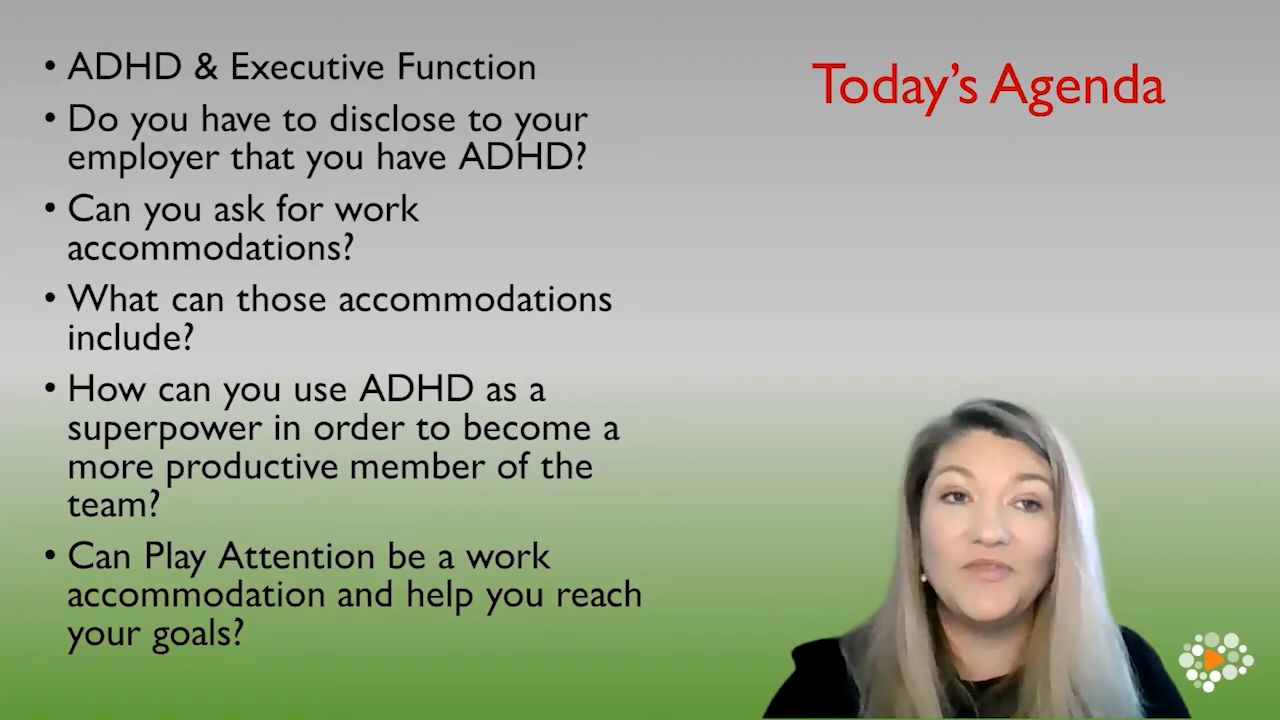 Today's Agenda
• ADHD & Executive Function
• Do you have to disclose to your
employer that you have ADHD?
• Can you ask for work
accommodations?
• What can those accommodations
include?
• How can you use ADHD as a
superpower in order to become a
more productive member of the
team?
• Can Play Attention be a work
accommodation and help you reach
your goals?